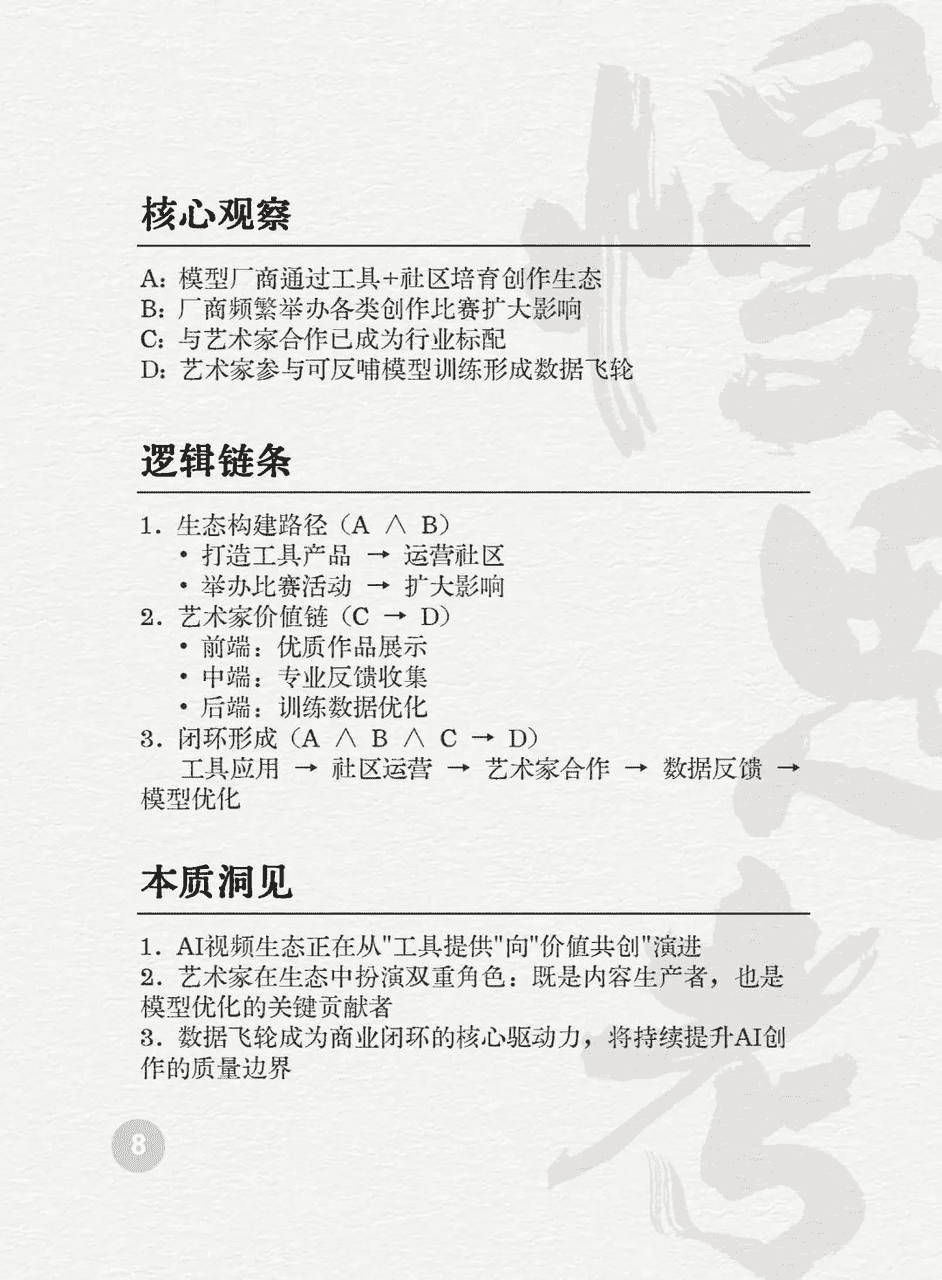 核心观察
A: 模型厂商通过工具+社区培育创作生态
B: 厂商频繁举办各类创作比赛扩大影响
C: 与艺术家合作已成为行业标配
D: 艺术家参与可反哺模型训练形成数据飞轮
逻辑链条
1. 生态构建路径（A ∧ B）
• 打造工具产品 → 运营社区
• 举办比赛活动 → 扩大影响
2. 艺术家价值链（C → D）
• 前端：优质作品展示
• 中端：专业反馈收集
• 后端：训练数据优化
3. 闭环形成（A ∧ B ∧ C → D）
工具应用 → 社区运营 → 艺术家合作 → 数据反馈 →
模型优化
本质洞见
1. AI视频生态正在从"工具提供"向"价值共创"演进
2. 艺术家在生态中扮演双重角色：既是内容生产者，也是
模型优化的关键贡献者
3. 数据飞轮成为商业闭环的核心驱动力，将持续提升AI创
作的质量边界
8
慢思考